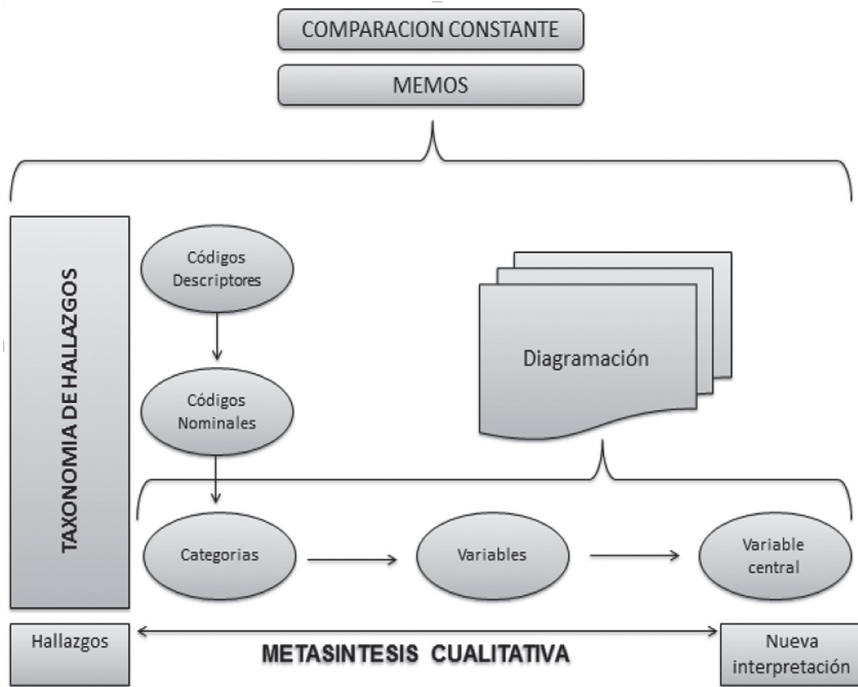 COMPARACION CONSTANTE
MEMOS
TAXONOMIA DE HALLAZGOS
Códigos
Descriptores
Códigos
Nominales
Diagramación
Categorias
Variables
Variable
central
Hallazgos
METASINTESIS CUALITATIVA
Nueva
interpretación